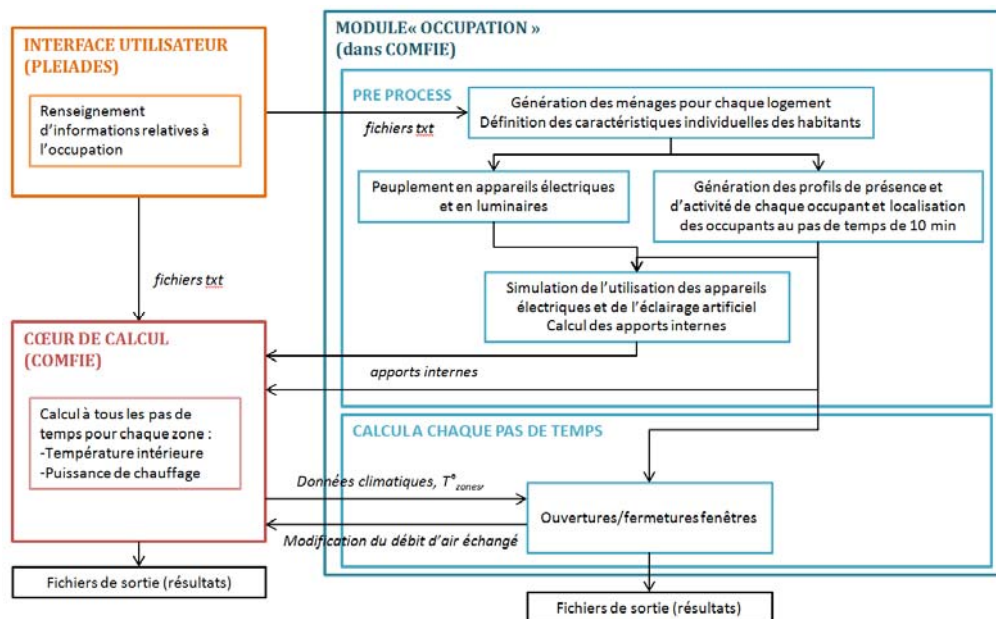 INTERFACE UTILISATEUR
(PLEIADES)
Renseignement
d'informations relatives à
l'occupation
fichiers txt
MODULE« OCCUPATION »
(dans COMFIE)
PRE PROCESS
Génération des ménages pour chaque logement
Définition des caractéristiques individuelles des habitants
fichiers txt
Peuplement en appareils électriques
et en luminaires
Génération des profils de présence et
d'activité de chaque occupant et localisation
des occupants au pas de temps de 10 min
Simulation de l'utilisation des appareils
électriques et de l'éclairage artificiel
Calcul des apports internes
apports internes
CŒUR DE CALCUL
(COMFIE)
Calcul à tous les pas de
temps pour chaque zone :
-Température intérieure
-Puissance de chauffage
CALCUL A CHAQUE PAS DE TEMPS
Données climatiques, T°zones,
Ouvertures/fermetures fenêtres
Modification du débit d'air échangé
Fichiers de sortie (résultats)
Fichiers de sortie (résultats)